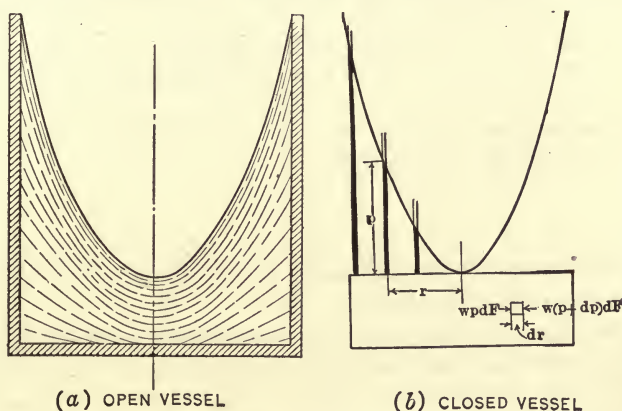 p
r
wpdF
w(p+dp)dF
dr
(a) OPEN VESSEL
(b) CLOSED VESSEL